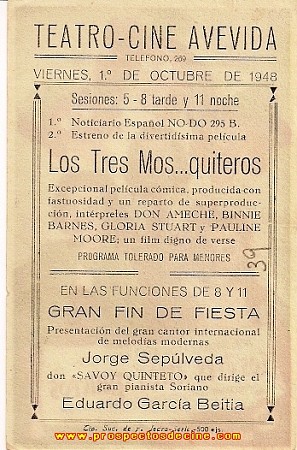 TEATRO-CINE AVEVIDA
TELEFONO, 269
VIERNES, 1.º DE OCTUBRE DE 1948
Sesiones: 5 - 8 tarde y 11 noche
1.º Noticiario Español NO-DO 295 B.
2.º Estreno de la divertidísima película
Los Tres Mos...quiteros
Excepcional película cómica, producida con
fastuosidad y un reparto de superproduc-
ción, intérpretes DON AMECHE, BINNIE
BARNES, GLORIA STUART y PAULINE
MOORE; un film digno de verse
PROGRAMA TOLERADO PARA MENORES
39
EN LAS FUNCIONES DE 8 Y 11
GRAN FIN DE FIESTA
Presentación del gran cantor internacional
de melodías modernas
Jorge Sepúlveda
don «SAVOY QUINTETO» que dirige el
gran pianista Soriano
Eduardo García Beitia
Tip. Suc. de
www.prospectosdecine.com